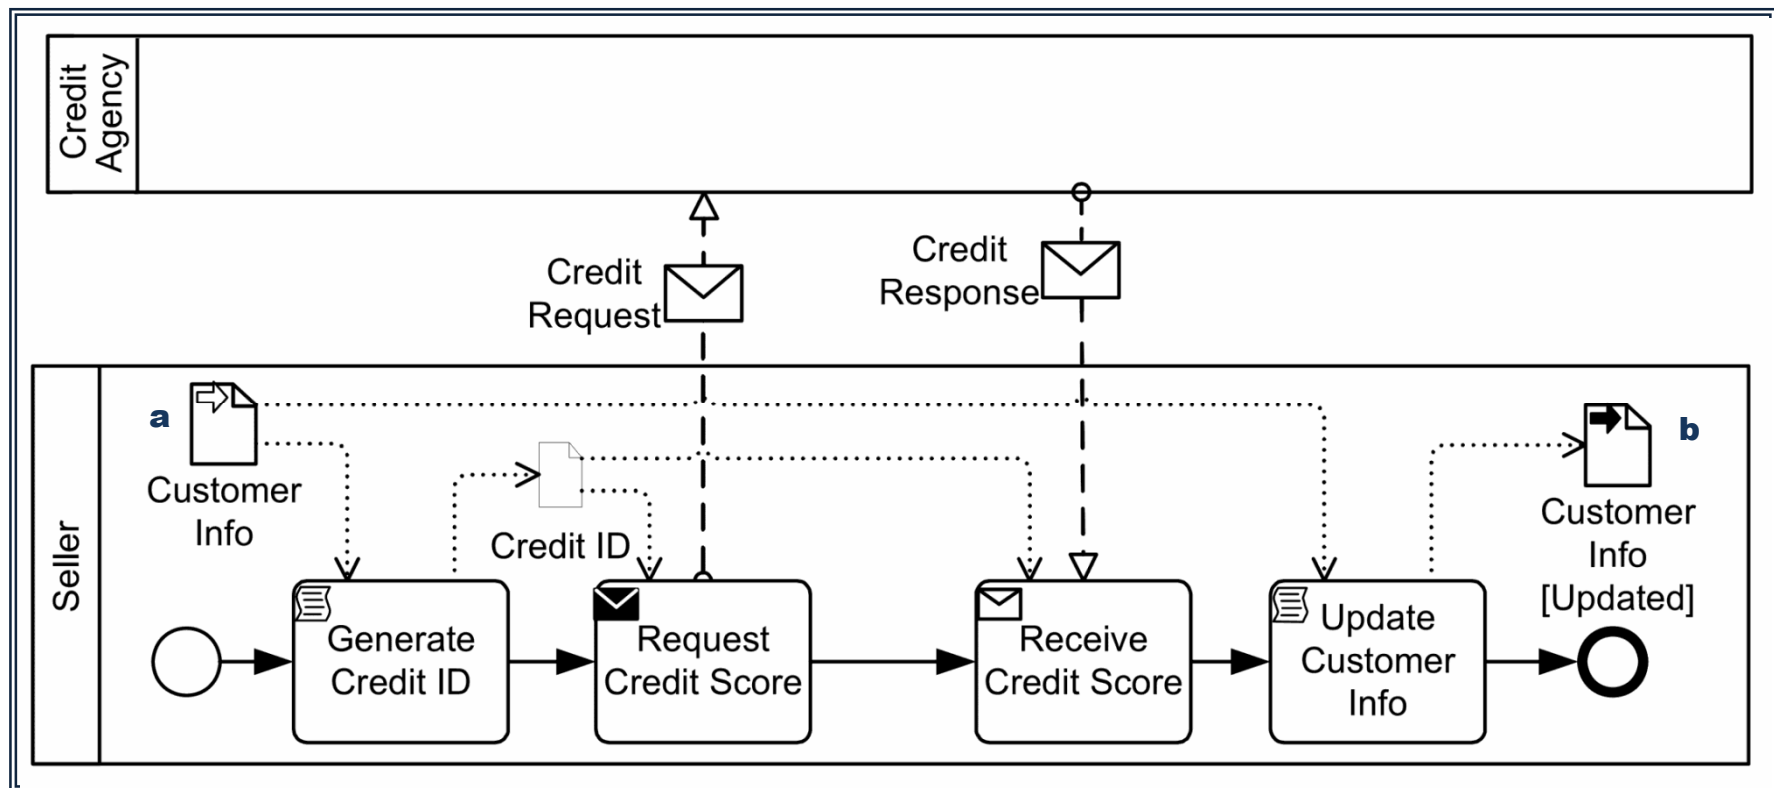 Credit
Agency
Credit
Request
Credit
Response
Seller
a
Customer
Info
Credit ID
b
Customer
Info
[Updated]
Generate
Credit ID
Request
Credit Score
Receive
Credit Score
Update
Customer
Info